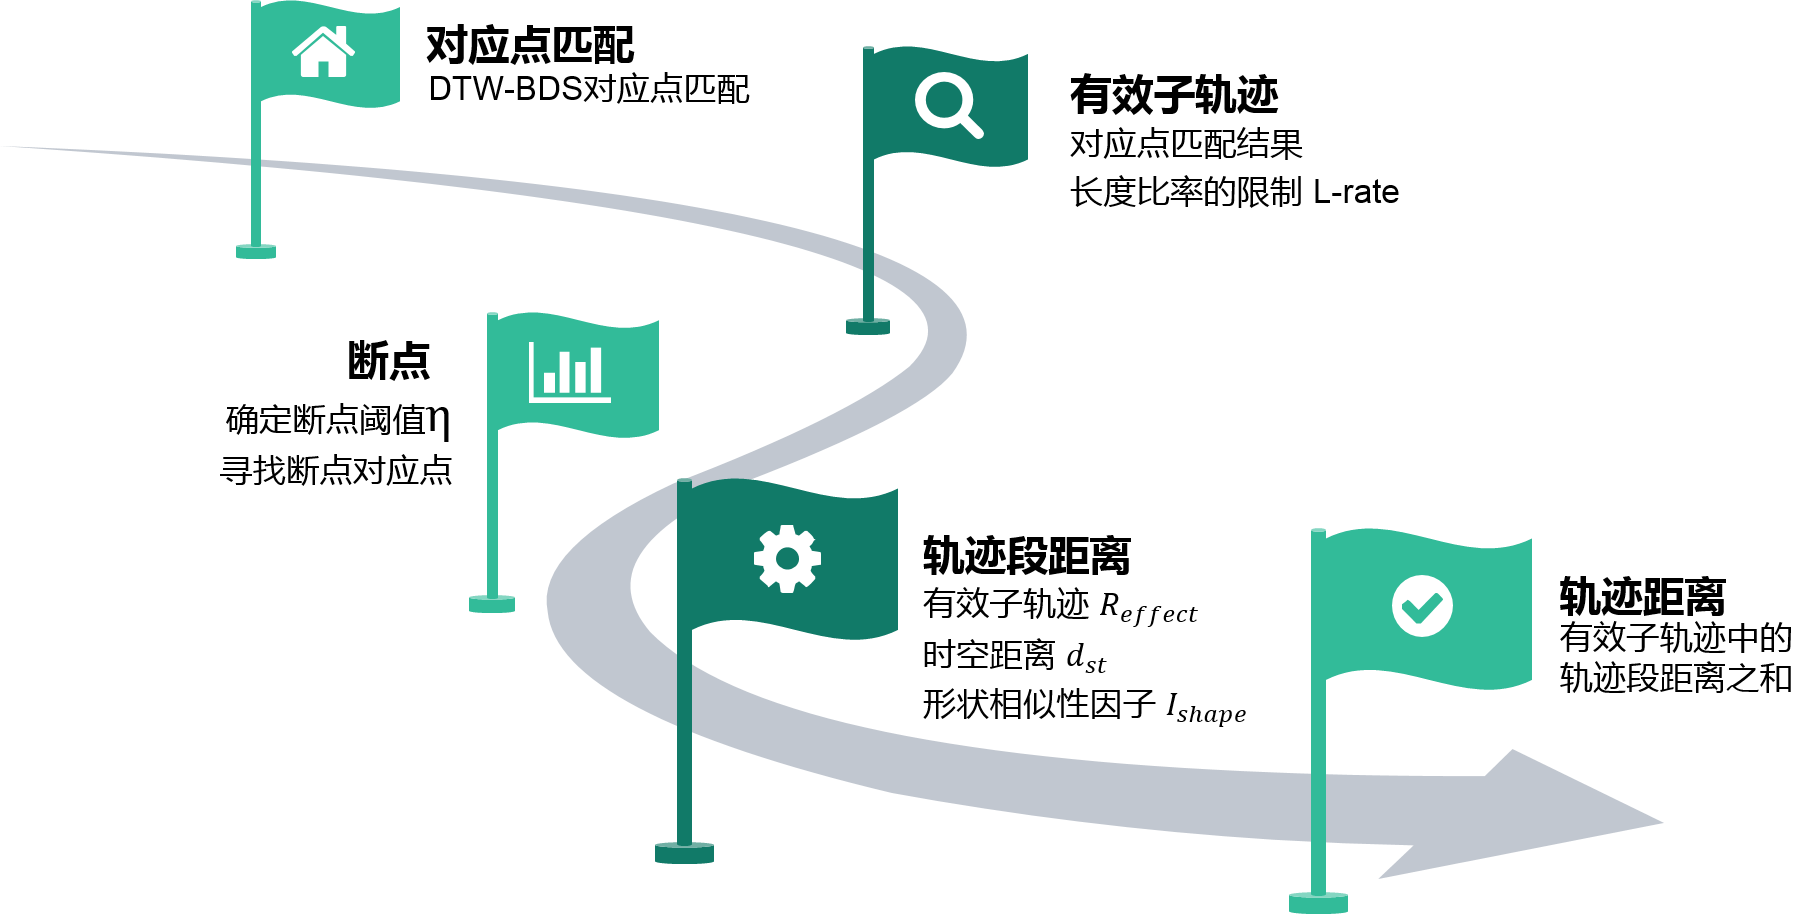 对应点匹配
DTW-BDS对应点匹配
有效子轨迹
对应点匹配结果
长度比率的限制 L-rate
断点
确定断点阈值η
寻找断点对应点
轨迹段距离
有效子轨迹 R_effect
时空距离 d_st
形状相似性因子 I_shape
轨迹距离
有效子轨迹中的
轨迹段距离之和